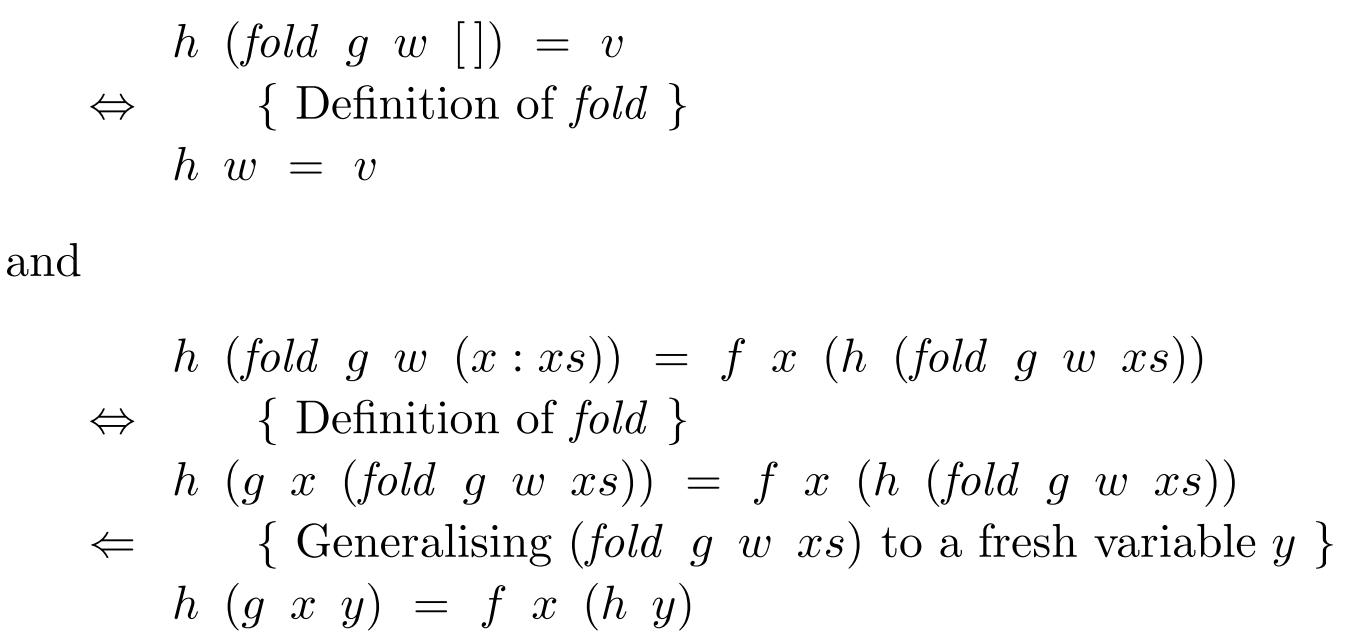 h (fold g w []) = v
⇔ { Definition of fold }
h w = v
and
h (fold g w (x : xs)) = f x (h (fold g w xs))
⇔ { Definition of fold }
h (g x (fold g w xs)) = f x (h (fold g w xs))
⇐ { Generalising (fold g w xs) to a fresh variable y }
h (g x y) = f x (h y)